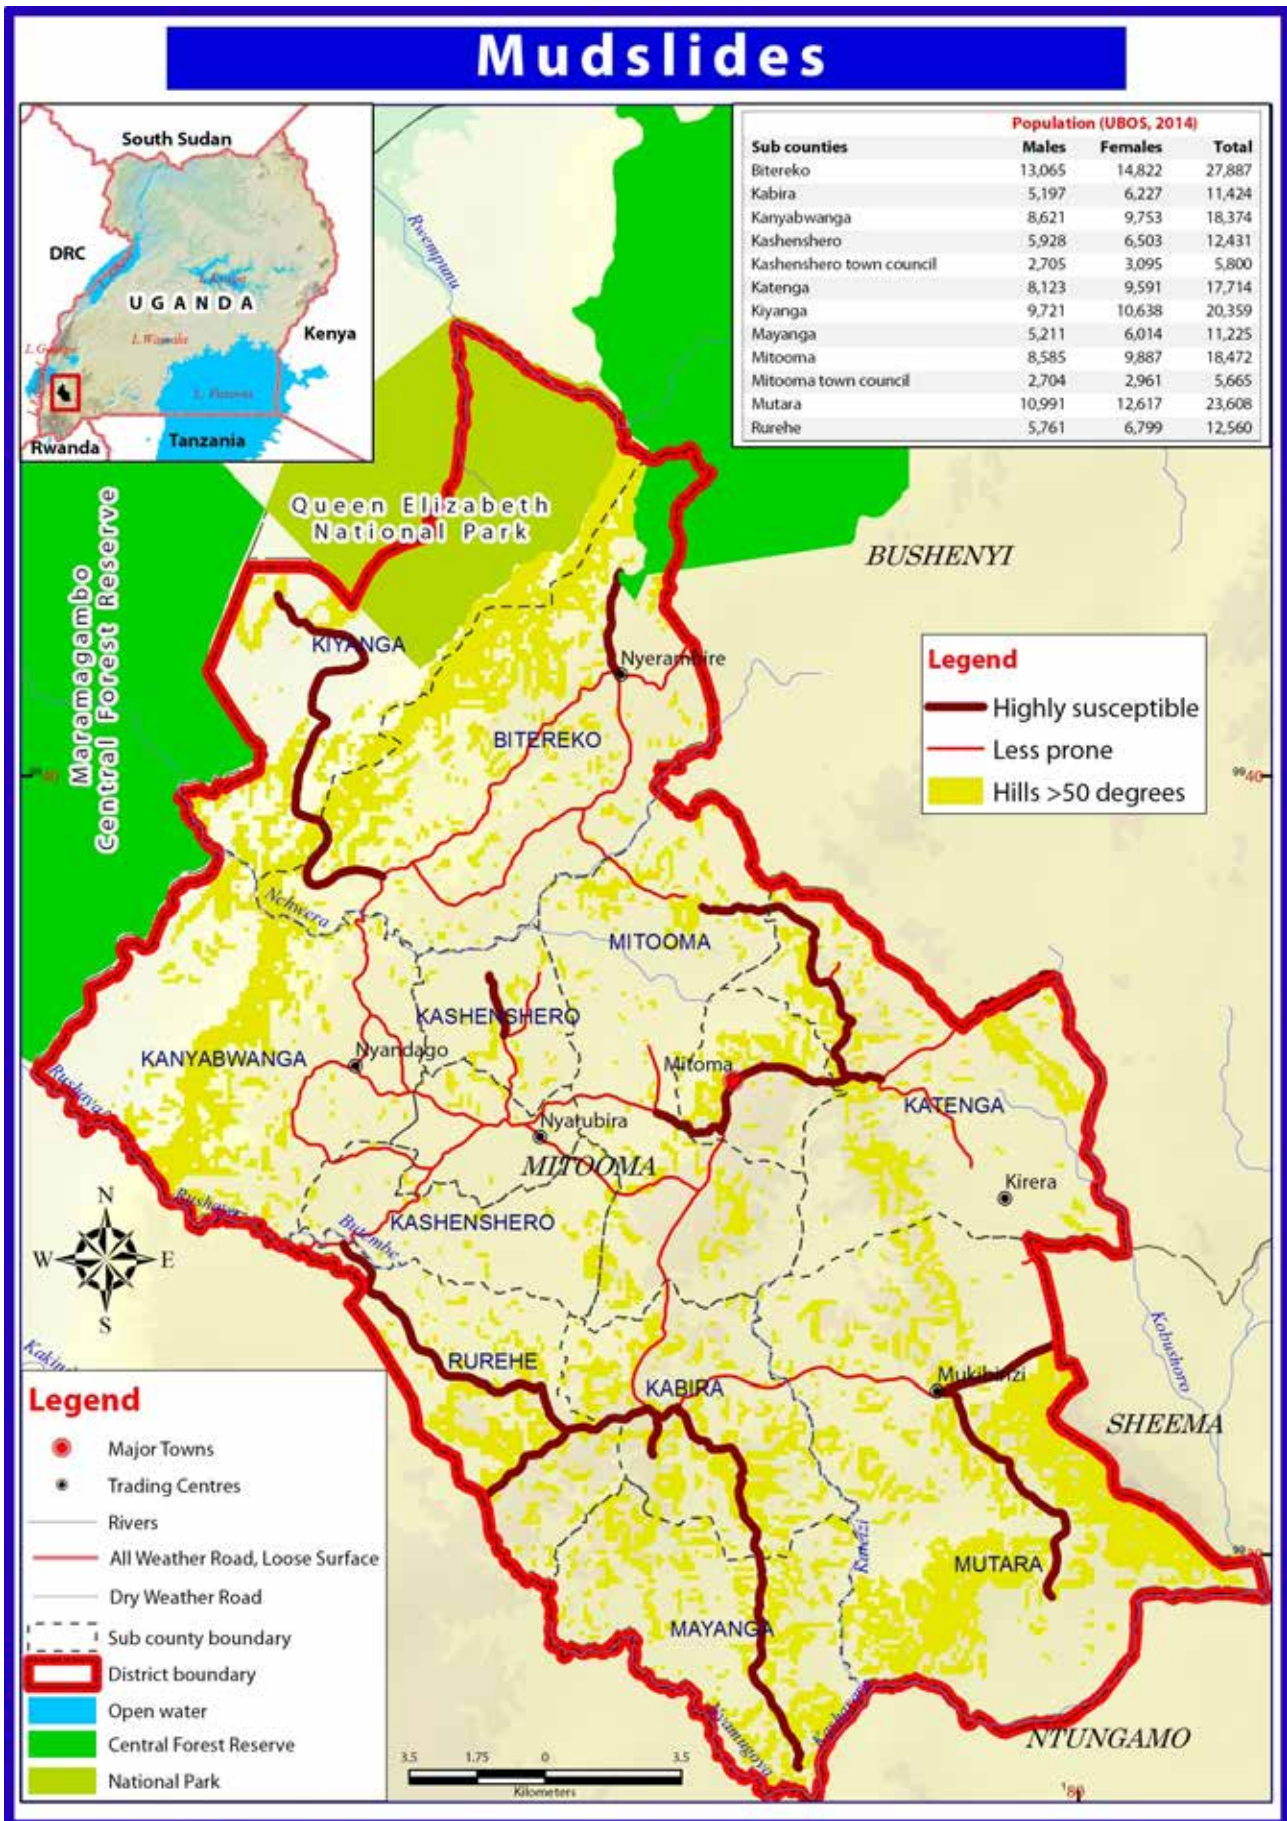 Mudslides
South Sudan
DRC
UGANDA
Kenya
Rwanda
Tanzania
Population (UBOS, 2014)
Sub counties Males Females Total
Bitereko 13,065 14,822 27,887
Kabira 5,197 6,227 11,424
Kanyabwanga 8,621 9,753 18,374
Kashenshero 5,928 6,503 12,431
Kashenshero town council 2,705 3,095 5,800
Katenga 8,123 9,591 17,714
Kiyanga 9,721 10,638 20,359
Mayanga 5,211 6,014 11,225
Mitooma 8,585 9,887 18,472
Mitooma town council 2,704 2,961 5,665
Mutara 10,991 12,617 23,608
Rurehe 5,761 6,799 12,560
Queen Elizabeth
National Park
Maramagambo
Central Forest Reserve
BUSHENYI
KIYANGA
Nyerambire
BITEREKO
Legend
Highly susceptible
Less prone
Hills >50 degrees
9940
Nchwera
MITOOMA
KASHENSHERO
KANYABWANGA
Nyandago
Mitoma
KATENGA
Rushaya
Nyarubira
MITOOMA
Kirera
Rushaya
KASHENSHERO
N
W E
S
RUREHE
KABIRA
Mukibinzi
Kobushoro
SHEEMA
MUTARA
MAYANGA
NTUNGAMO
Legend
Major Towns
Trading Centres
Rivers
All Weather Road, Loose Surface
Dry Weather Road
Sub county boundary
District boundary
Open water
Central Forest Reserve
National Park
3.5 1.75 0 3.5
Kilometers